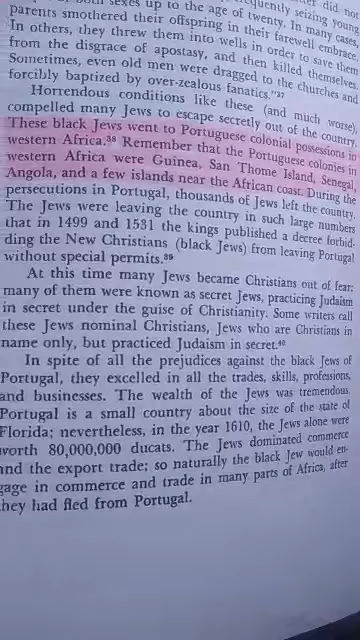 did not
sexes up to the age of twenty. In many cases,
parents smothered their offspring in their farewell embrace.
In others, they threw them into wells in order to save them
from the disgrace of apostasy, and then killed themselves.
Sometimes, even old men were dragged to the churches and
forcibly baptized by over-zealous fanatics."³⁷
Horrendous conditions like these (and much worse),
compelled many Jews to escape secretly out of the country.
These black Jews went to Portuguese colonial possessions in
western Africa.³⁸ Remember that the Portuguese colonies in
western Africa were Guinea, San Thome Island, Senegal,
Angola, and a few islands near the African coast. During the
persecutions in Portugal, thousands of Jews left the country.
The Jews were leaving the country in such large numbers
that in 1499 and 1531 the kings published a decree forbid-
ding the New Christians (black Jews) from leaving Portugal
without special permits.³⁹
At this time many Jews became Christians out of fear;
many of them were known as secret Jews, practicing Judaism
in secret under the guise of Christianity. Some writers call
these Jews nominal Christians, Jews who are Christians in
name only, but practiced Judaism in secret.⁴⁰
In spite of all the prejudices against the black Jews of
Portugal, they excelled in all the trades, skills, professions,
and businesses. The wealth of the Jews was tremendous.
Portugal is a small country about the size of the state of
Florida; nevertheless, in the year 1610, the Jews alone were
worth 80,000,000 ducats. The Jews dominated commerce
and the export trade; so naturally the black Jew would en-
gage in commerce and trade in many parts of Africa, after
they had fled from Portugal.